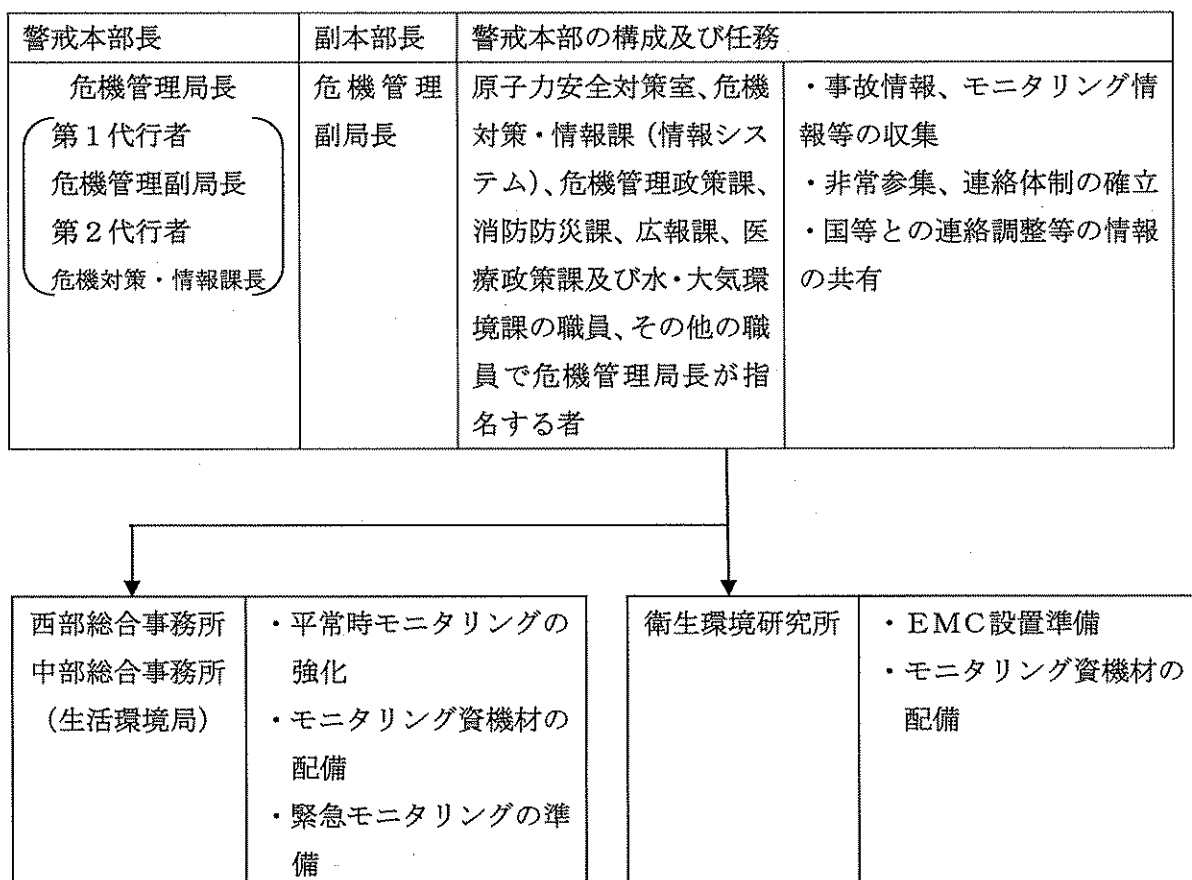 警戒本部長
副本部長
警戒本部の構成及び任務
危機管理局長
第1代行者
危機管理副局長
第2代行者
危機対策・情報課長
危機管理
副局長
原子力安全対策室、危機
対策・情報課（情報シス
テム）、危機管理政策課、
消防防災課、広報課、医
療政策課及び水・大気環
境課の職員、その他の職
員で危機管理局長が指
名する者
・事故情報、モニタリング情
報等の収集
・非常参集、連絡体制の確立
・国等との連絡調整等の情報
の共有
西部総合事務所
中部総合事務所
（生活環境局）
・平常時モニタリングの
強化
・モニタリング資機材の
配備
・緊急モニタリングの準
備
衛生環境研究所
・EMC設置準備
・モニタリング資機材の
配備